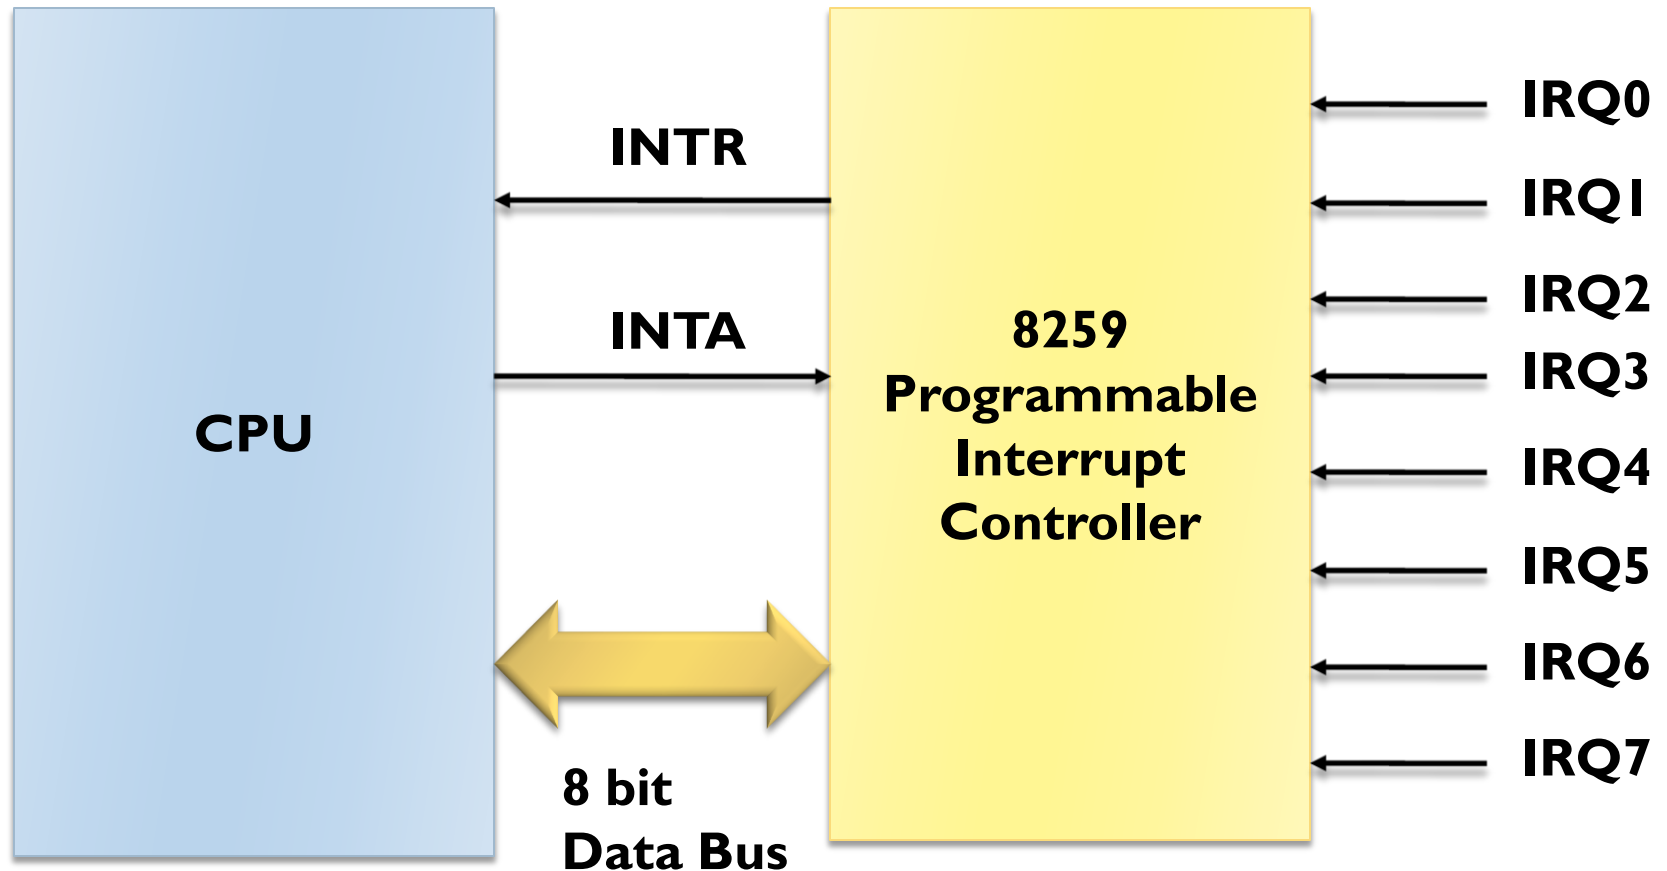 CPU
INTR
INTA
8 bit
Data Bus
8259
Programmable
Interrupt
Controller
IRQ0
IRQ1
IRQ2
IRQ3
IRQ4
IRQ5
IRQ6
IRQ7